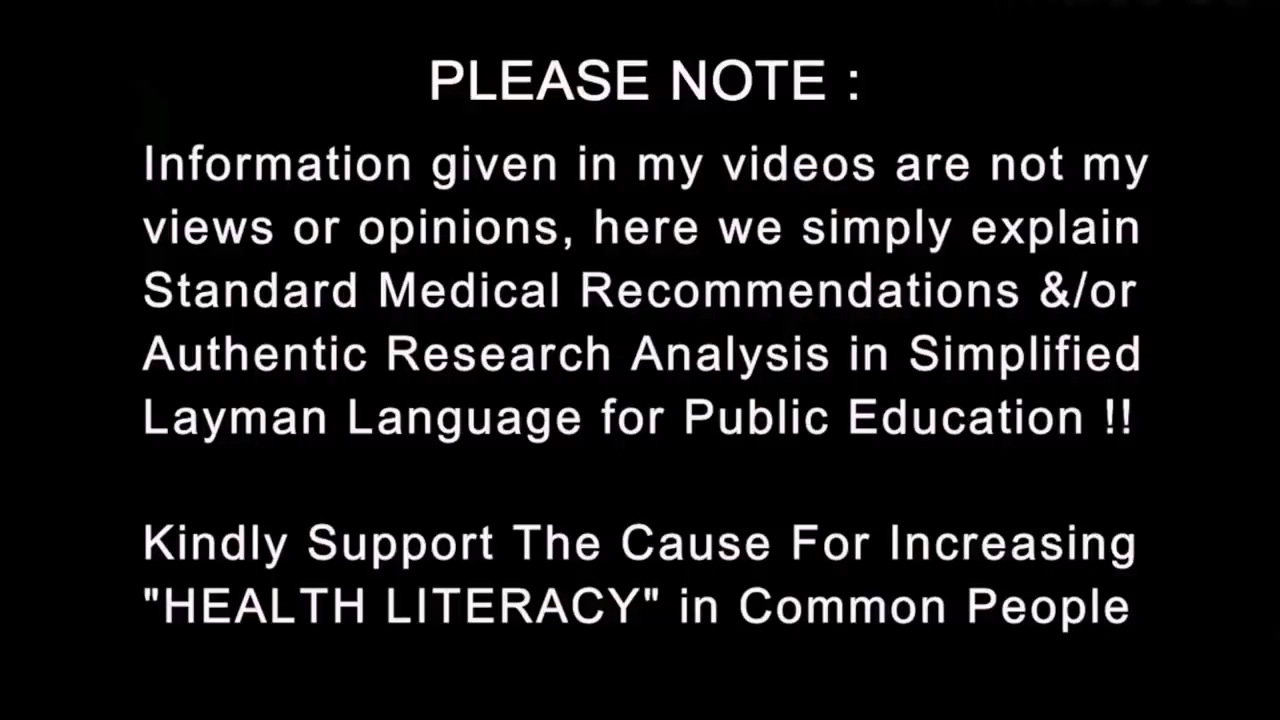 PLEASE NOTE :
Information given in my videos are not my
views or opinions, here we simply explain
Standard Medical Recommendations &/or
Authentic Research Analysis in Simplified
Layman Language for Public Education !!
Kindly Support The Cause For Increasing
"HEALTH LITERACY" in Common People